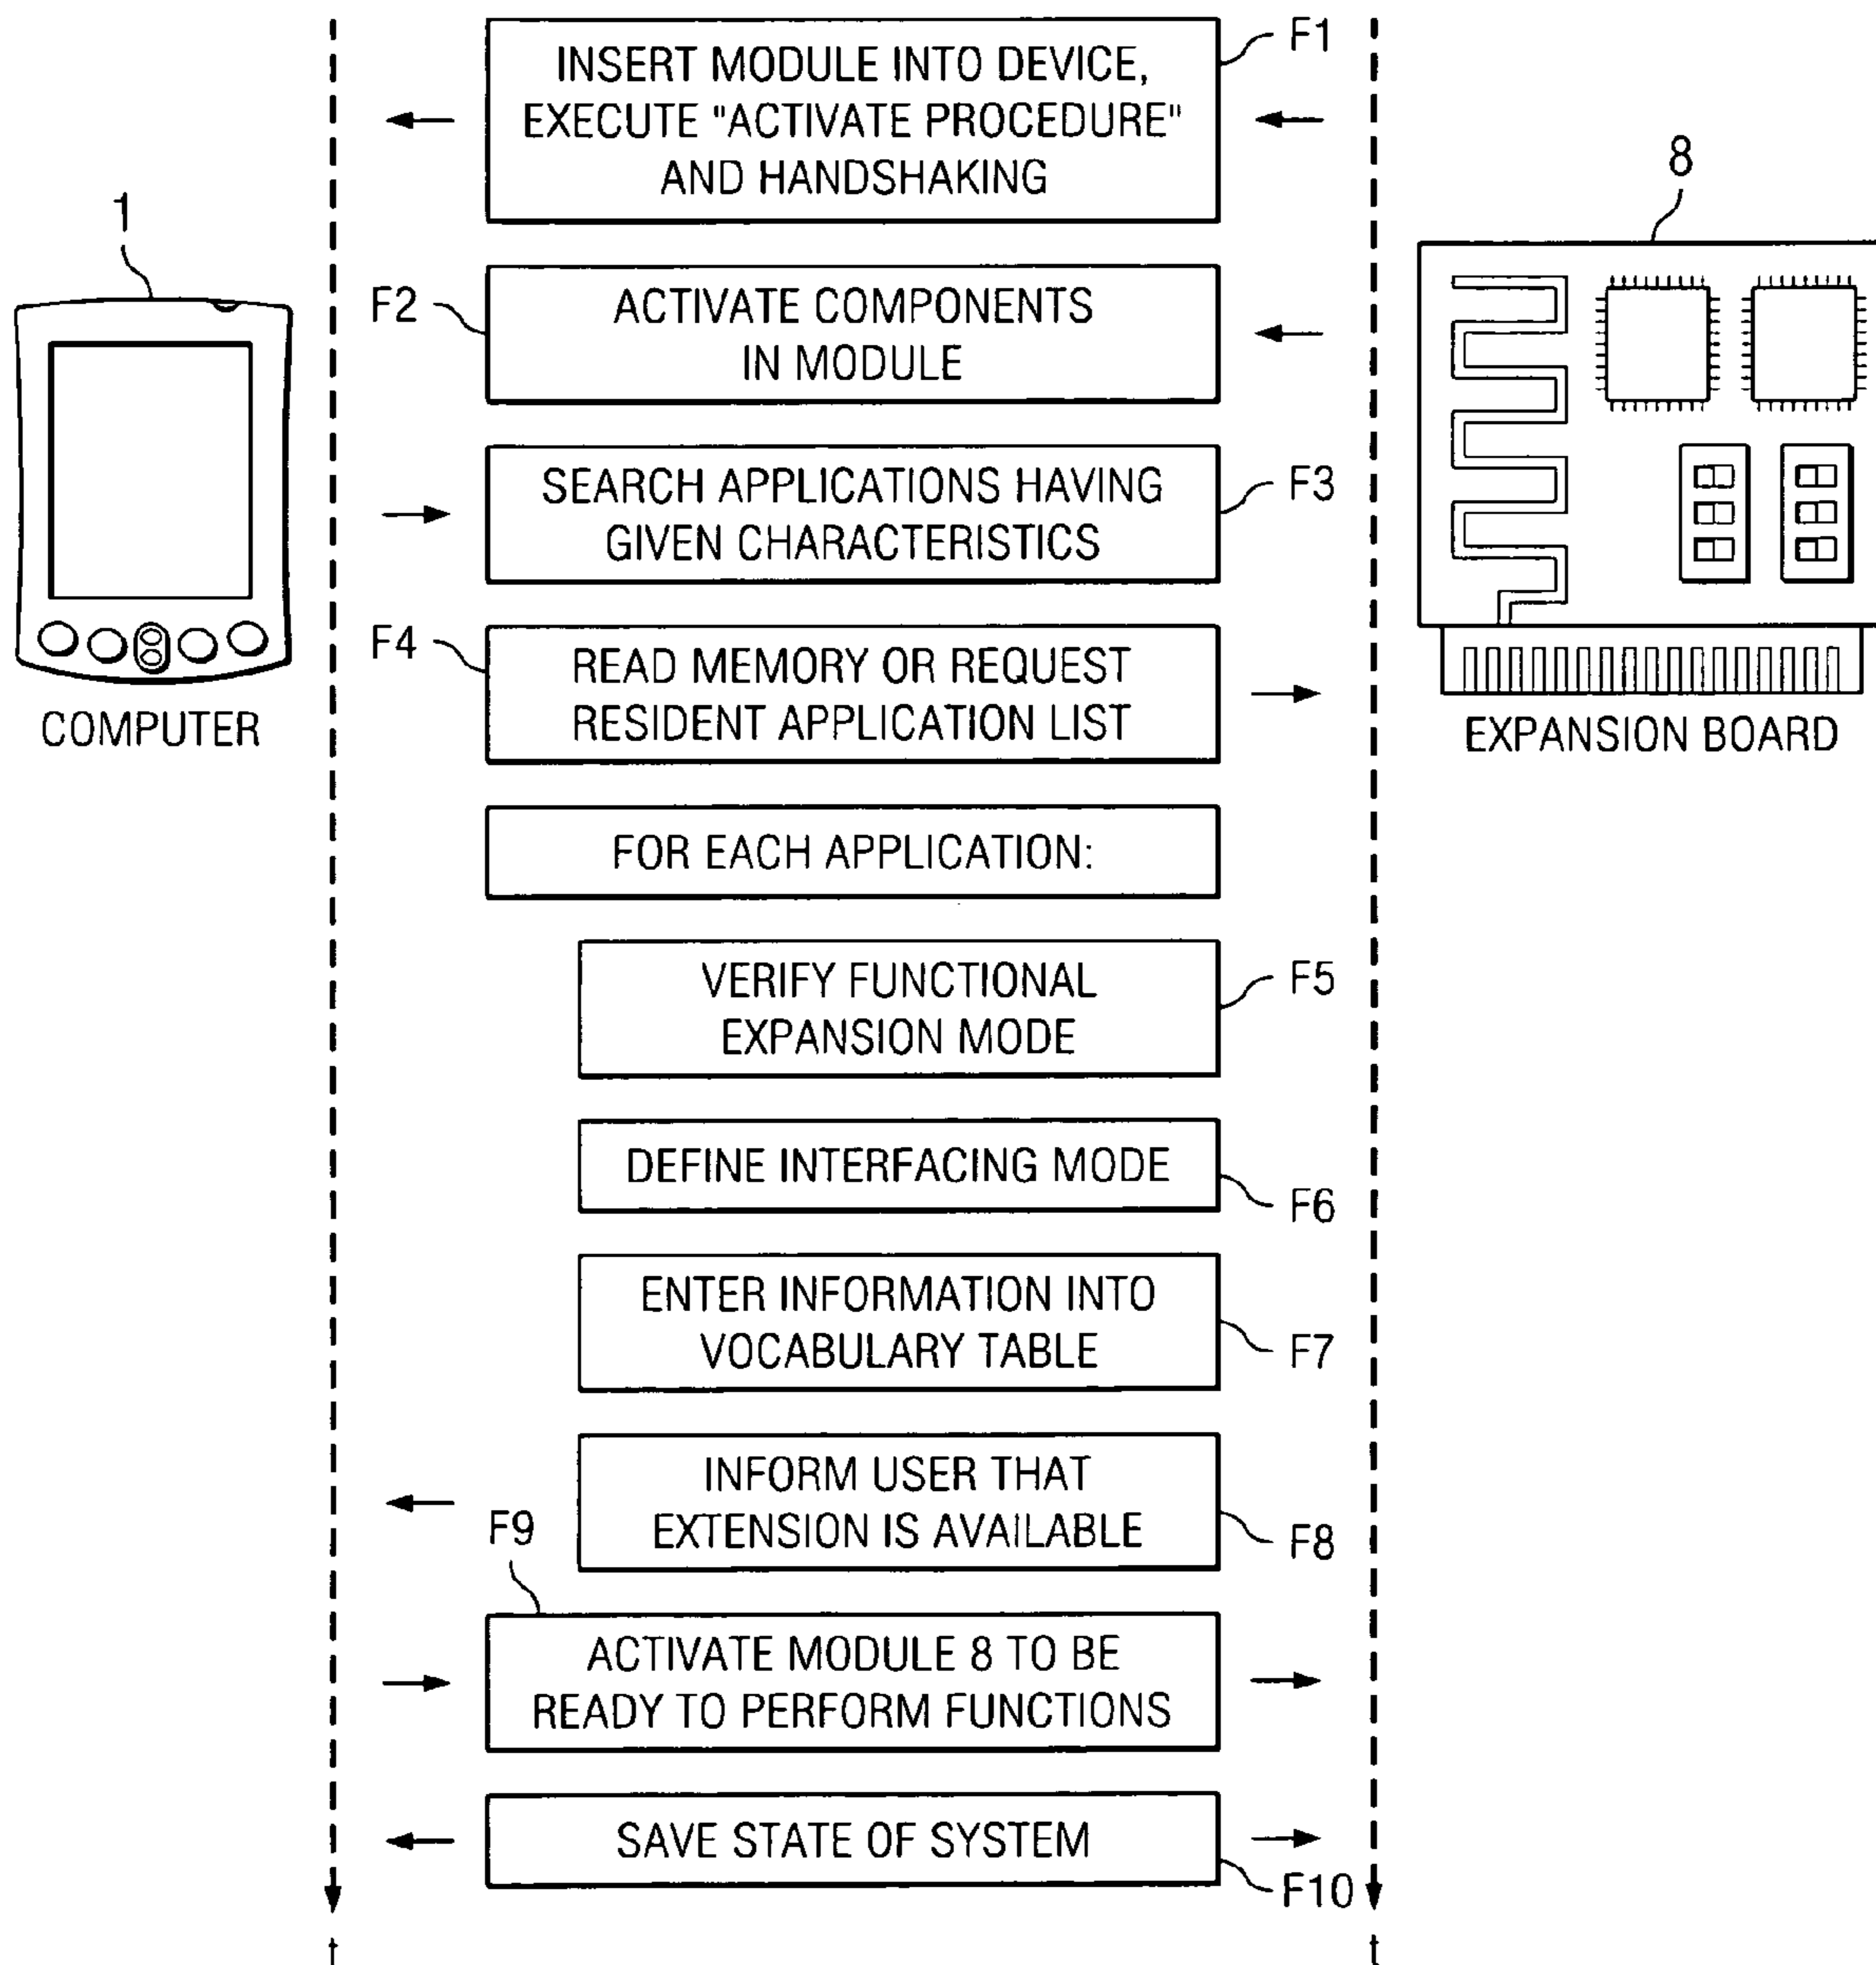 F1
INSERT MODULE INTO DEVICE,
EXECUTE "ACTIVATE PROCEDURE"
AND HANDSHAKING
1
8
F2
ACTIVATE COMPONENTS
IN MODULE
SEARCH APPLICATIONS HAVING
GIVEN CHARACTERISTICS
F3
F4
READ MEMORY OR REQUEST
RESIDENT APPLICATION LIST
COMPUTER
EXPANSION BOARD
FOR EACH APPLICATION:
VERIFY FUNCTIONAL
EXPANSION MODE
F5
DEFINE INTERFACING MODE
F6
ENTER INFORMATION INTO
VOCABULARY TABLE
F7
INFORM USER THAT
EXTENSION IS AVAILABLE
F8
F9
ACTIVATE MODULE 8 TO BE
READY TO PERFORM FUNCTIONS
SAVE STATE OF SYSTEM
F10
t
t